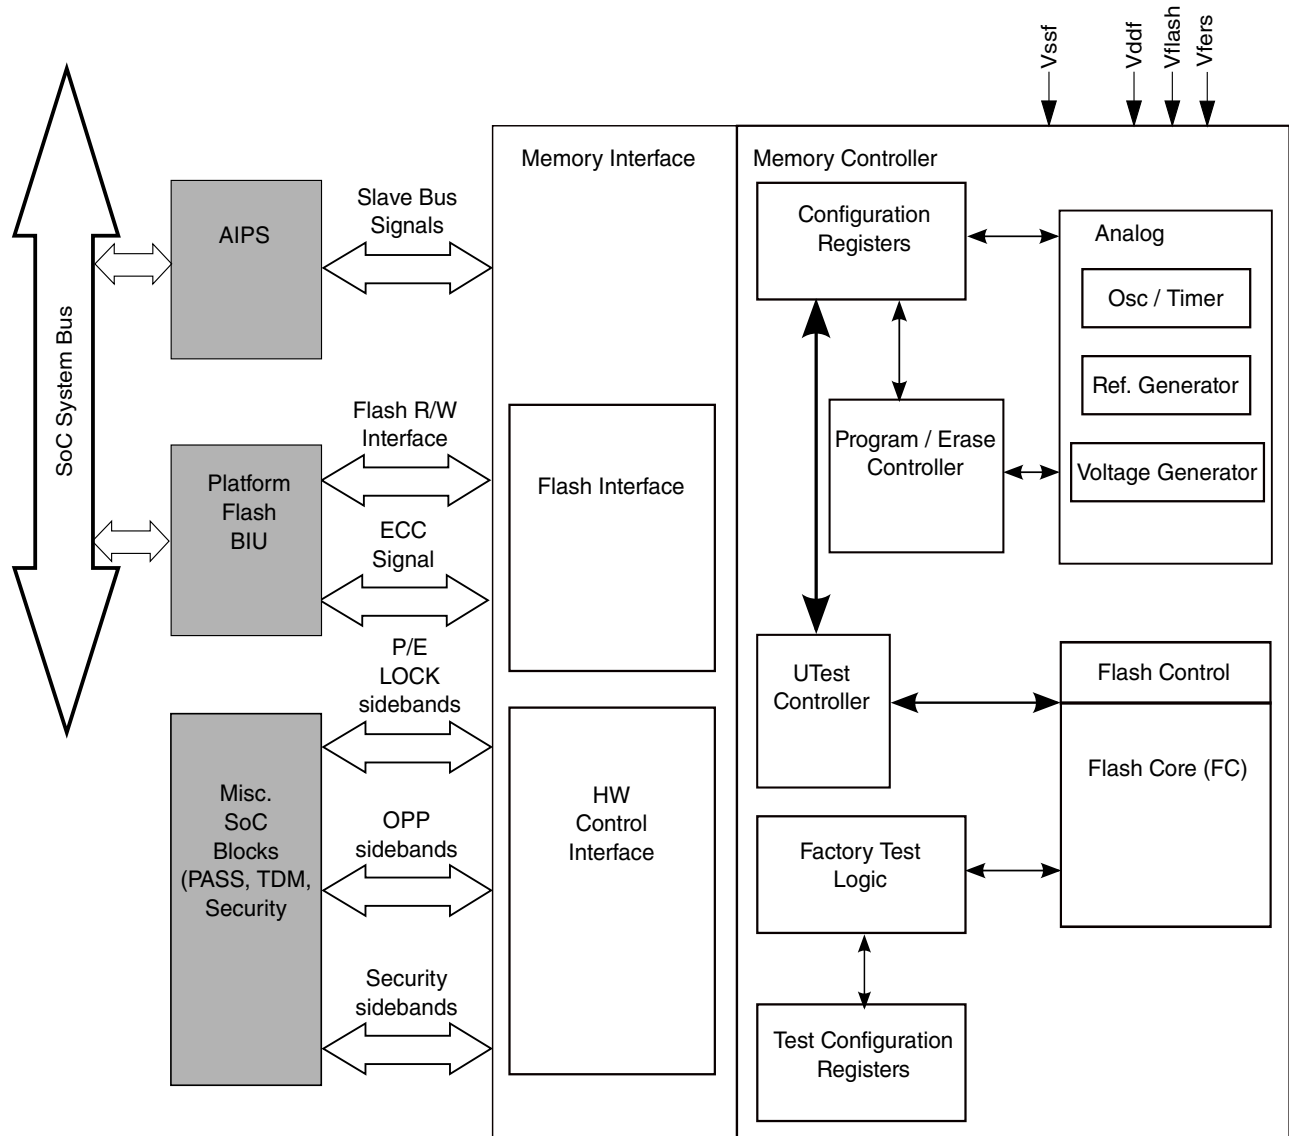 Vssf
Vddf
Vflash
Vfers
Memory Interface
Memory Controller
SoC System Bus
AIPS
Slave Bus
Signals
Configuration
Registers
Analog
Osc / Timer
Ref. Generator
Voltage Generator
Program / Erase
Controller
Platform
Flash
BIU
Flash R/W
Interface
ECC
Signal
Flash Interface
P/E
LOCK
sidebands
UTest
Controller
Flash Control
Flash Core (FC)
Misc.
SoC
Blocks
(PASS, TDM,
Security
OPP
sidebands
Security
sidebands
HW
Control
Interface
Factory Test
Logic
Test Configuration
Registers